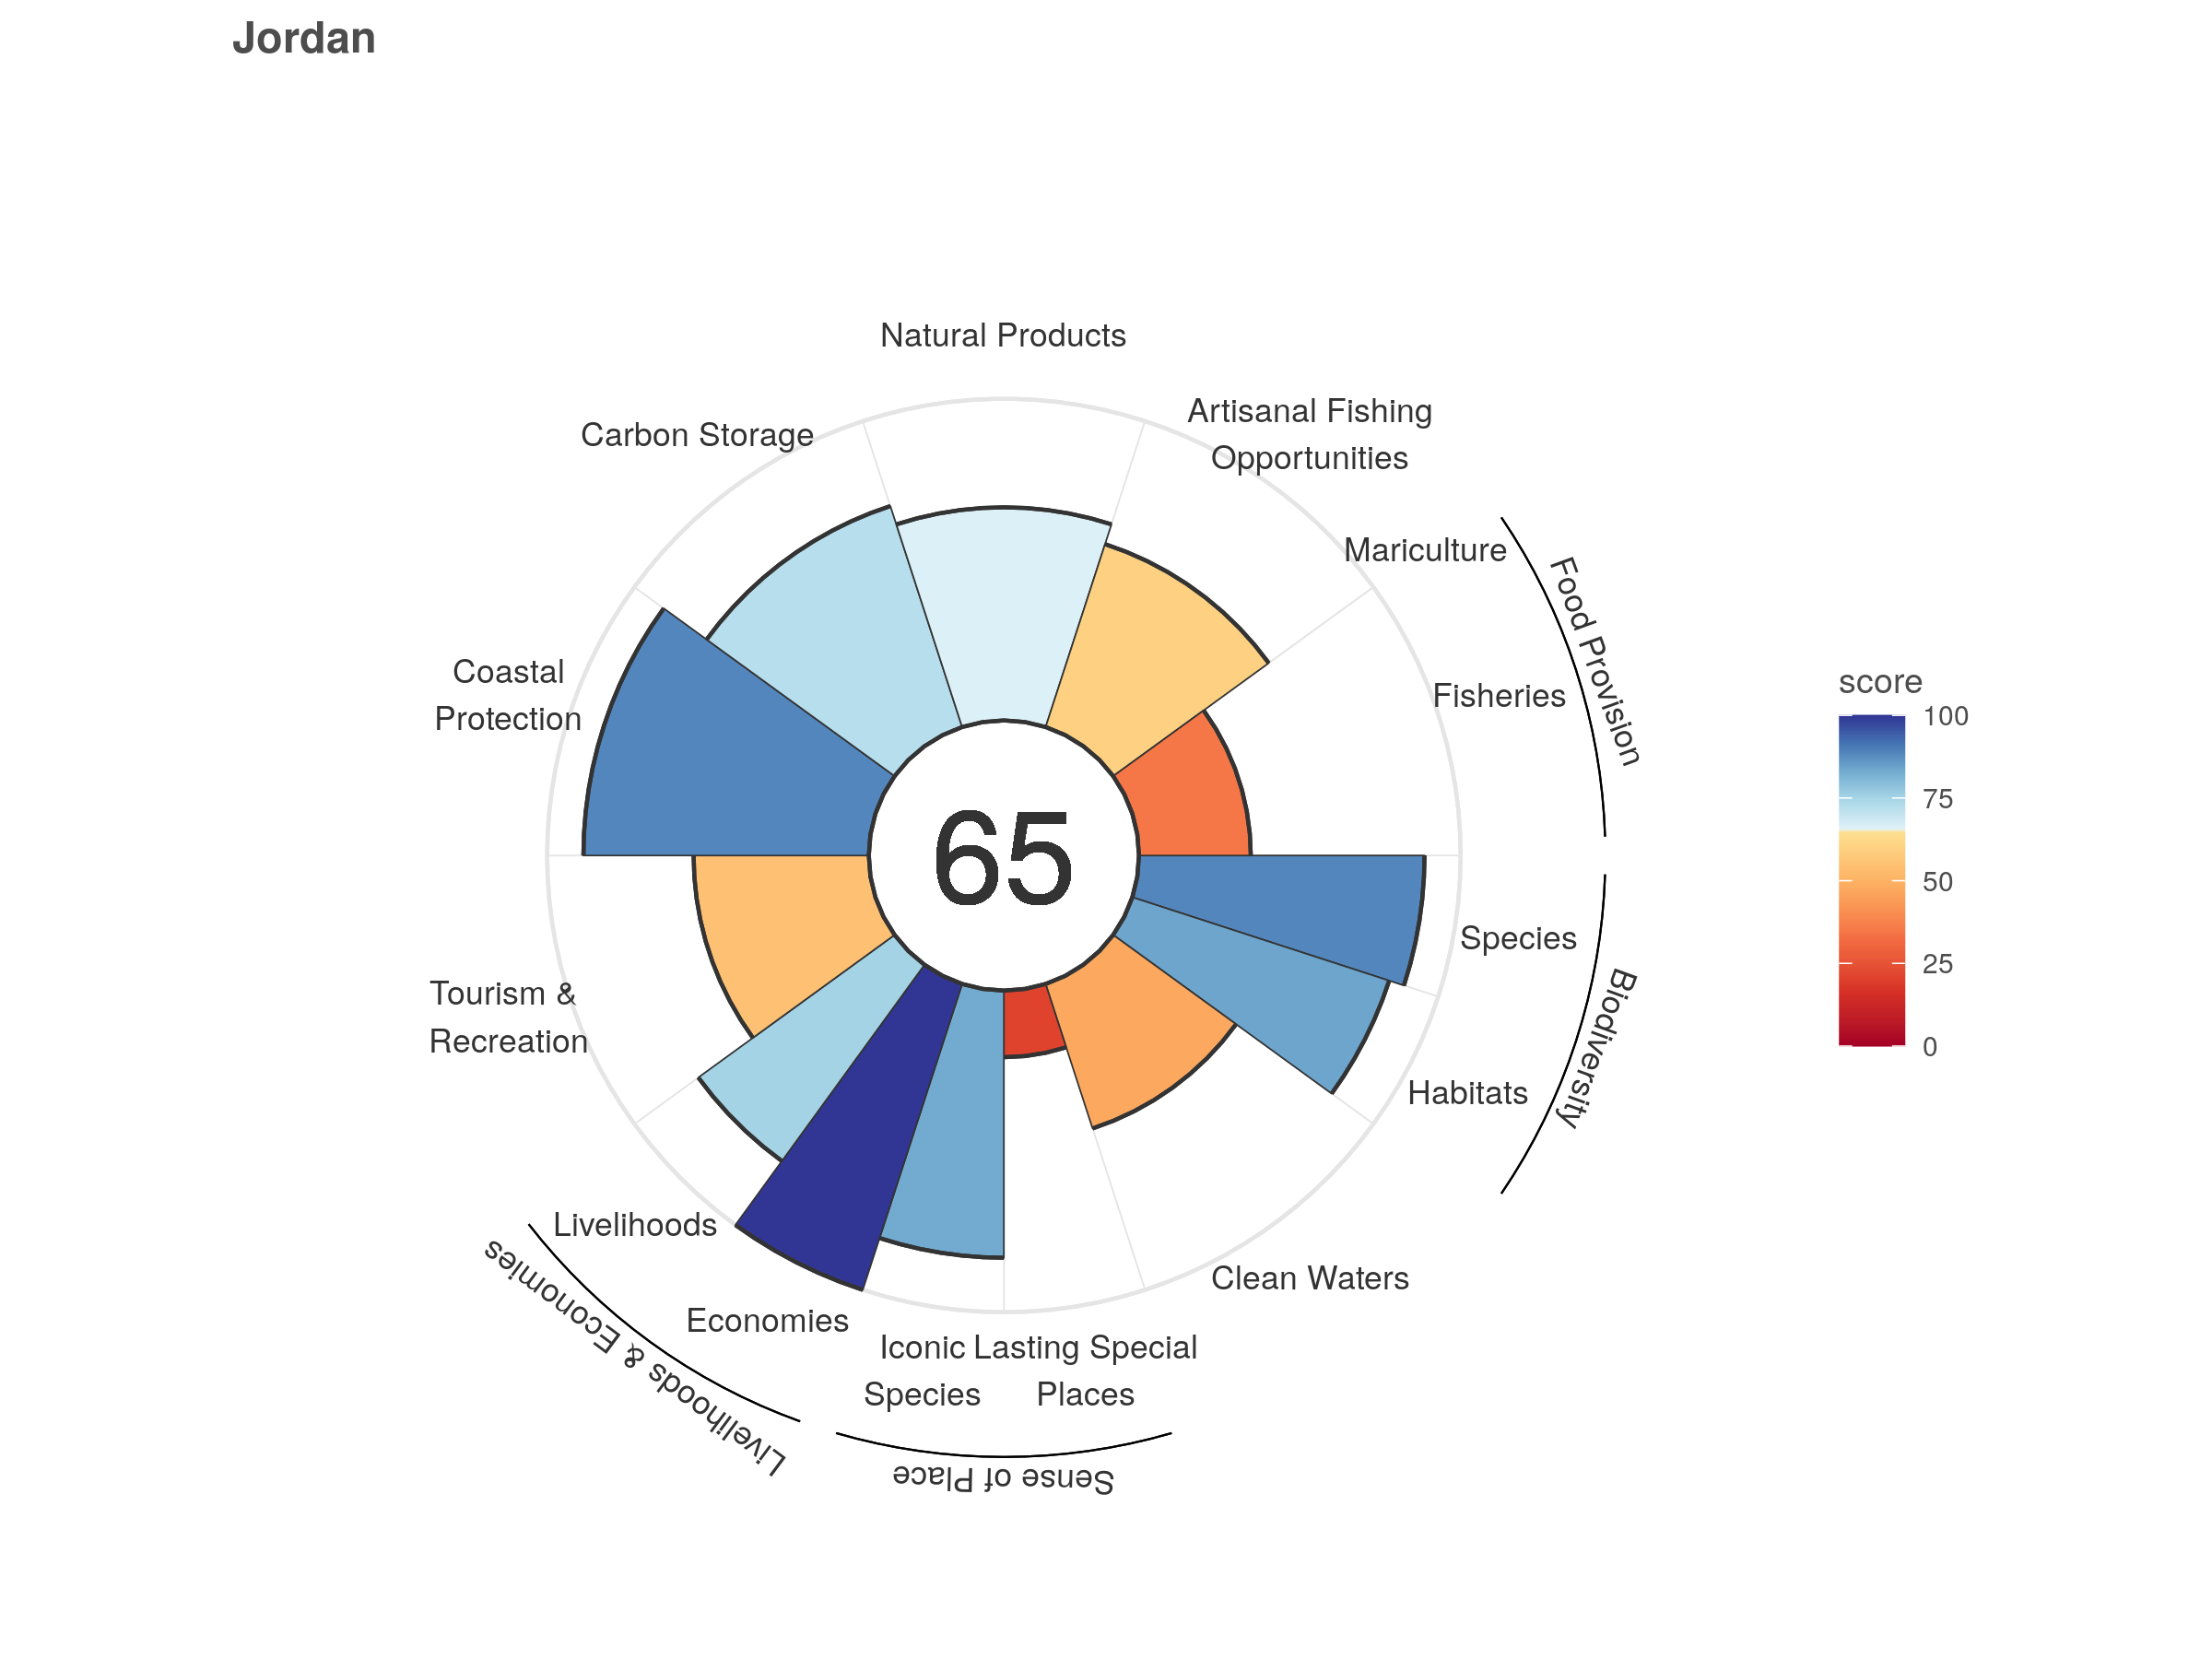 Jordan
Natural Products
Artisanal Fishing
Opportunities
Carbon Storage
Mariculture
Food Provision
Fisheries
Coastal
Protection
65
Species
Biodiversity
Habitats
Tourism &
Recreation
Livelihoods
Livelihoods & Economies
Economies
Clean Waters
Iconic
Species
Lasting Special
Places
Sense of Place
score
100
75
50
25
0